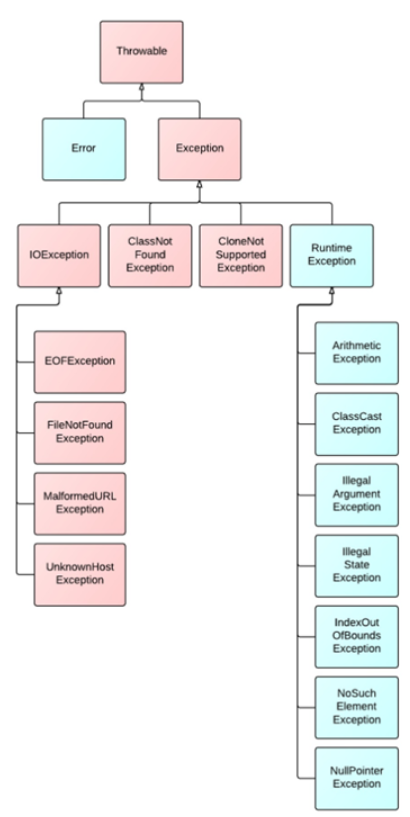 Throwable
Error
Exception
IOException
ClassNot
Found
Exception
CloneNot
Supported
Exception
Runtime
Exception
EOFException
FileNotFound
Exception
MalformedURL
Exception
UnknownHost
Exception
Arithmetic
Exception
ClassCast
Exception
Illegal
Argument
Exception
Illegal
State
Exception
IndexOut
OfBounds
Exception
NoSuch
Element
Exception
NullPointer
Exception